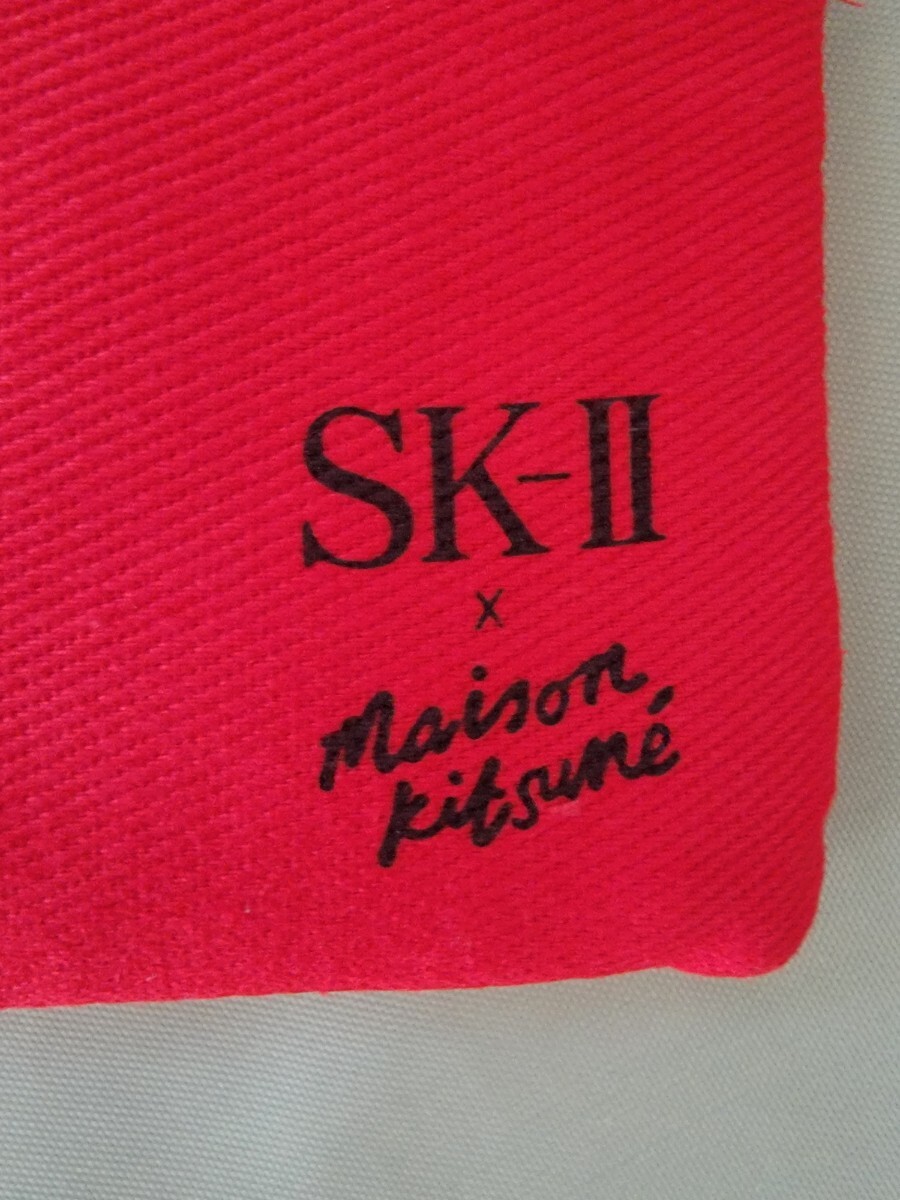 SK-II
x
Maison
kitsuné